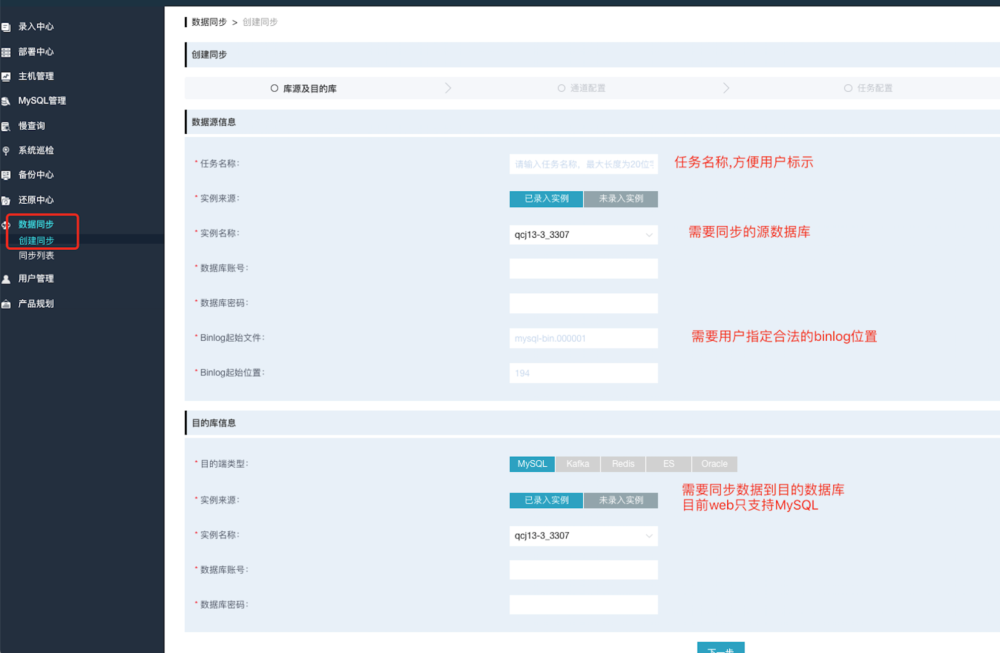 录入中心
部署中心
主机管理
MySQL管理
慢查询
系统巡检
备份中心
还原中心
数据同步
创建同步
同步列表
用户管理
产品规划
数据同步 > 创建同步
创建同步
库源及目的库
通道配置
任务配置
数据源信息
* 任务名称:
请输入任务名称，最大长度为20位
任务名称,方便用户标示
* 实例来源:
已录入实例 未录入实例
* 实例名称:
qcj13-3_3307
需要同步的源数据库
* 数据库账号:
* 数据库密码:
* Binlog起始文件:
mysql-bin.000001
需要用户指定合法的binlog位置
* Binlog起始位置:
194
目的库信息
* 目的端类型:
MySQL Kafka Redis ES Oracle
需要同步数据到目的数据库
目前web只支持MySQL
* 实例来源:
已录入实例 未录入实例
* 实例名称:
qcj13-3_3307
* 数据库账号:
* 数据库密码:
下一步